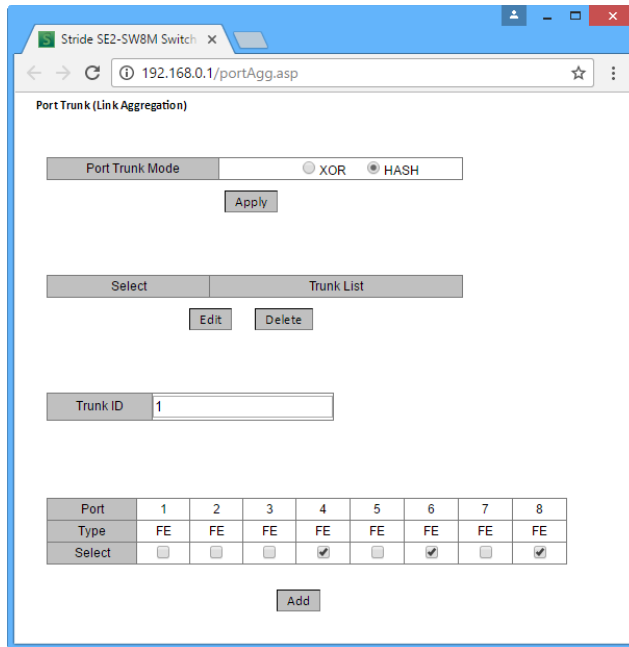 Stride SE2-SW8M Switch
192.168.0.1/portAgg.asp
Port Trunk (Link Aggregation)
Port Trunk Mode XOR HASH
Apply
Select Trunk List
Edit Delete
Trunk ID 1
Port 1 2 3 4 5 6 7 8
Type FE FE FE FE FE FE FE FE
Select
Add